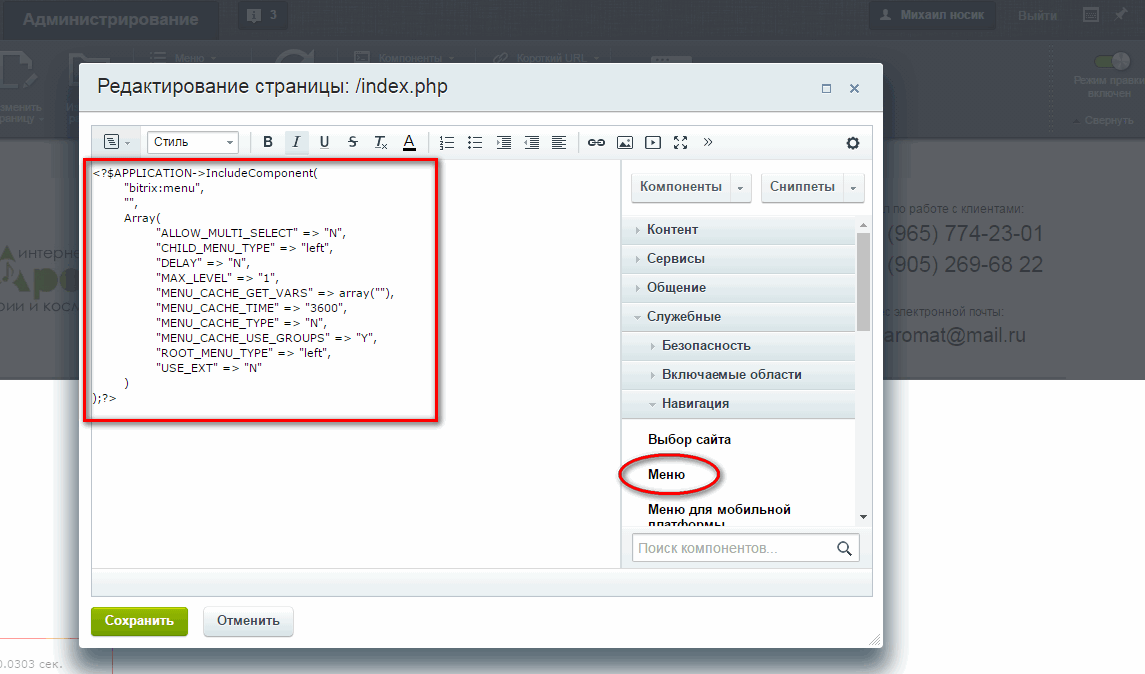 Администрирование
3
Михаил носик
Выйти
Меню
Компоненты
Короткий URL
Режим правки
включен
Свернуть
Редактирование страницы: /index.php
Стиль
B I U S Tx A
<?$APPLICATION->IncludeComponent(
"bitrix:menu",
"",
Array(
"ALLOW_MULTI_SELECT" => "N",
"CHILD_MENU_TYPE" => "left",
"DELAY" => "N",
"MAX_LEVEL" => "1",
"MENU_CACHE_GET_VARS" => array(""),
"MENU_CACHE_TIME" => "3600",
"MENU_CACHE_TYPE" => "N",
"MENU_CACHE_USE_GROUPS" => "Y",
"ROOT_MENU_TYPE" => "left",
"USE_EXT" => "N"
)
);?>
Компоненты
Сниппеты
Контент
Сервисы
Общение
Служебные
Безопасность
Включаемые области
Навигация
Выбор сайта
Меню
Меню для мобильной
платформы
Поиск компонентов...
Сохранить
Отменить
интерне
по работе с клиентами:
(965) 774-23-01
(905) 269-68 22
с электронной почты:
aromat@mail.ru
0.0303 сек.